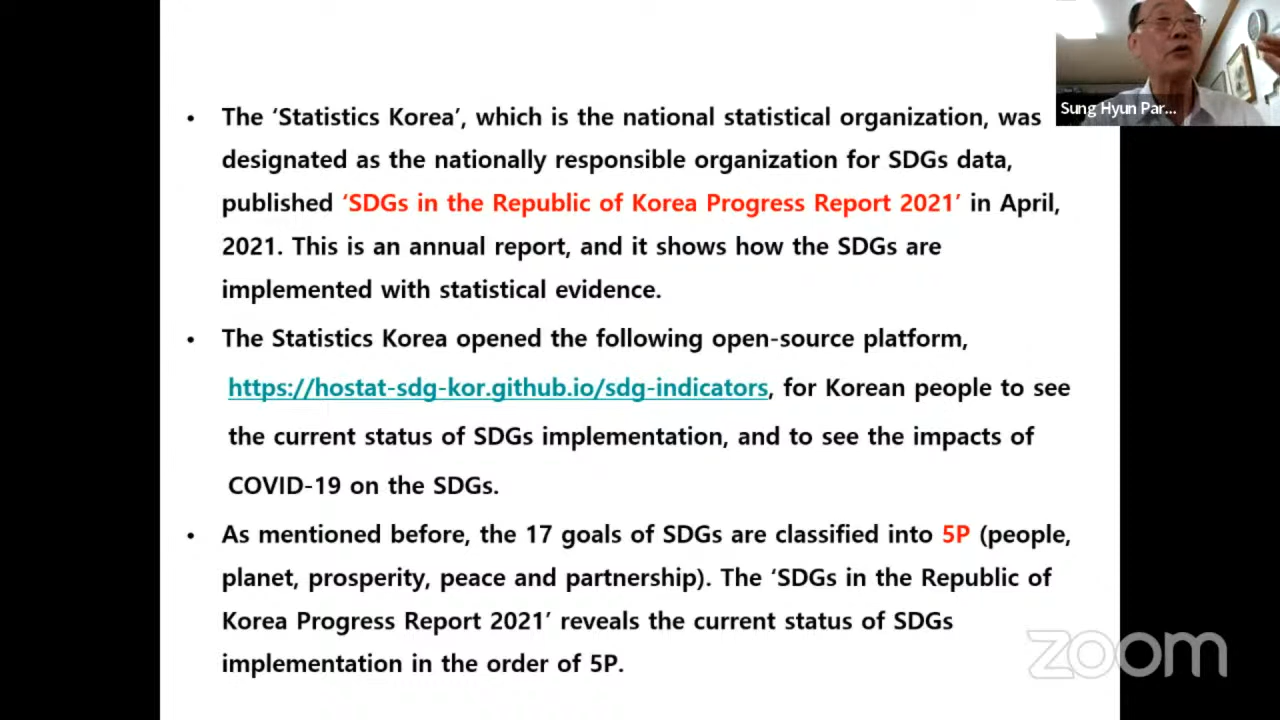 • The ‘Statistics Korea’, which is the national statistical organization, was
designated as the nationally responsible organization for SDGs data,
published ‘SDGs in the Republic of Korea Progress Report 2021’ in April,
2021. This is an annual report, and it shows how the SDGs are
implemented with statistical evidence.
• The Statistics Korea opened the following open-source platform,
https://hostat-sdg-kor.github.io/sdg-indicators, for Korean people to see
the current status of SDGs implementation, and to see the impacts of
COVID-19 on the SDGs.
• As mentioned before, the 17 goals of SDGs are classified into 5P (people,
planet, prosperity, peace and partnership). The ‘SDGs in the Republic of
Korea Progress Report 2021’ reveals the current status of SDGs
implementation in the order of 5P.
Sung Hyun Par...
zoom